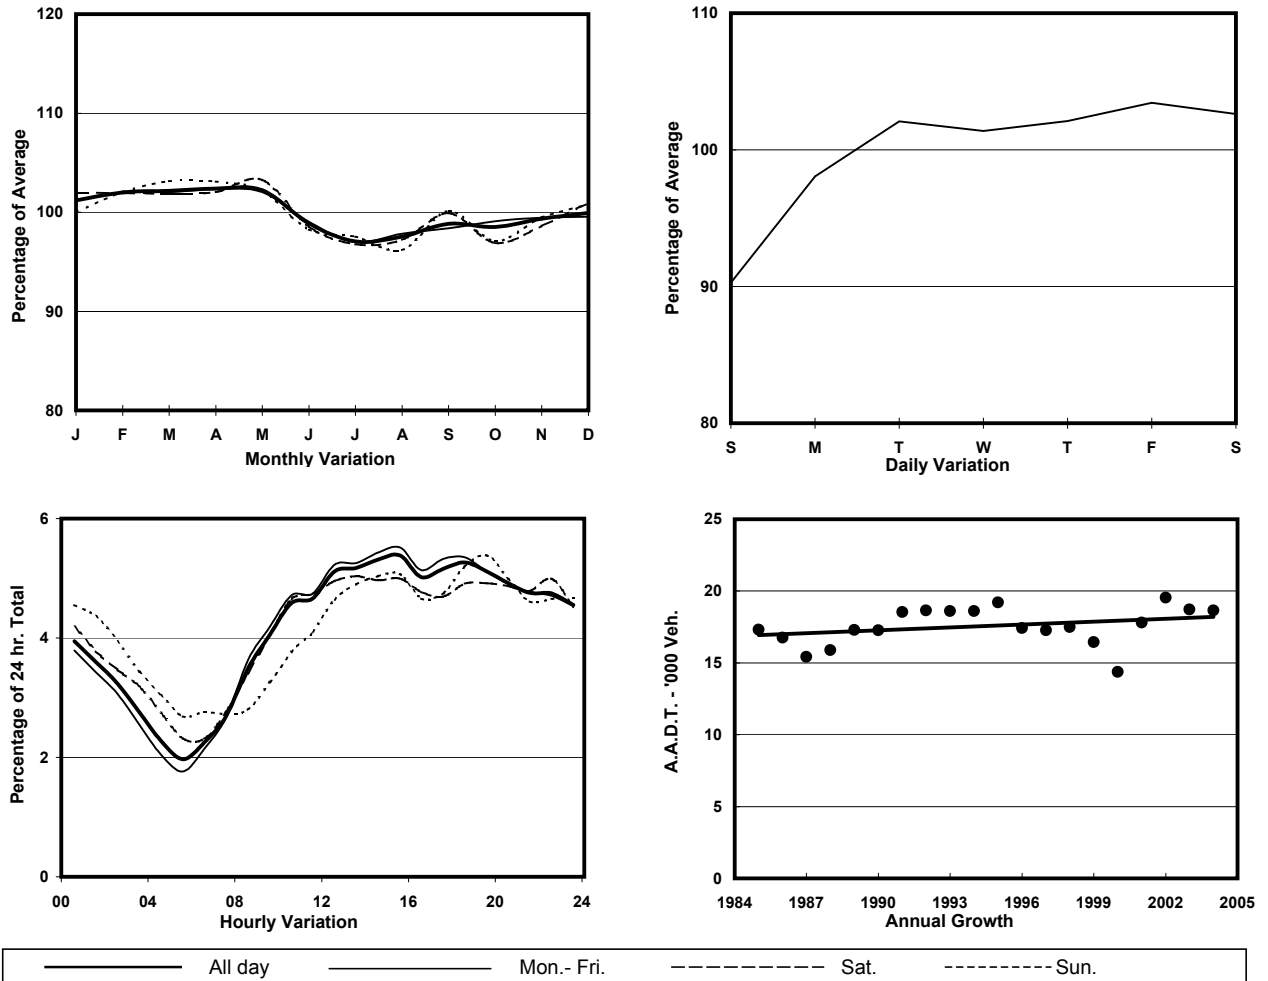 120
110
100
90
80
Percentage of Average
J F M A M J J A S O N D
Monthly Variation
110
100
90
80
Percentage of Average
S M T W T F S
Daily Variation
6
4
2
0
Percentage of 24 hr. Total
00 04 08 12 16 20 24
Hourly Variation
25
20
15
10
5
0
A.A.D.T. - '000 Veh.
1984 1987 1990 1993 1996 1999 2002 2005
Annual Growth
All day Mon.- Fri. Sat. Sun.